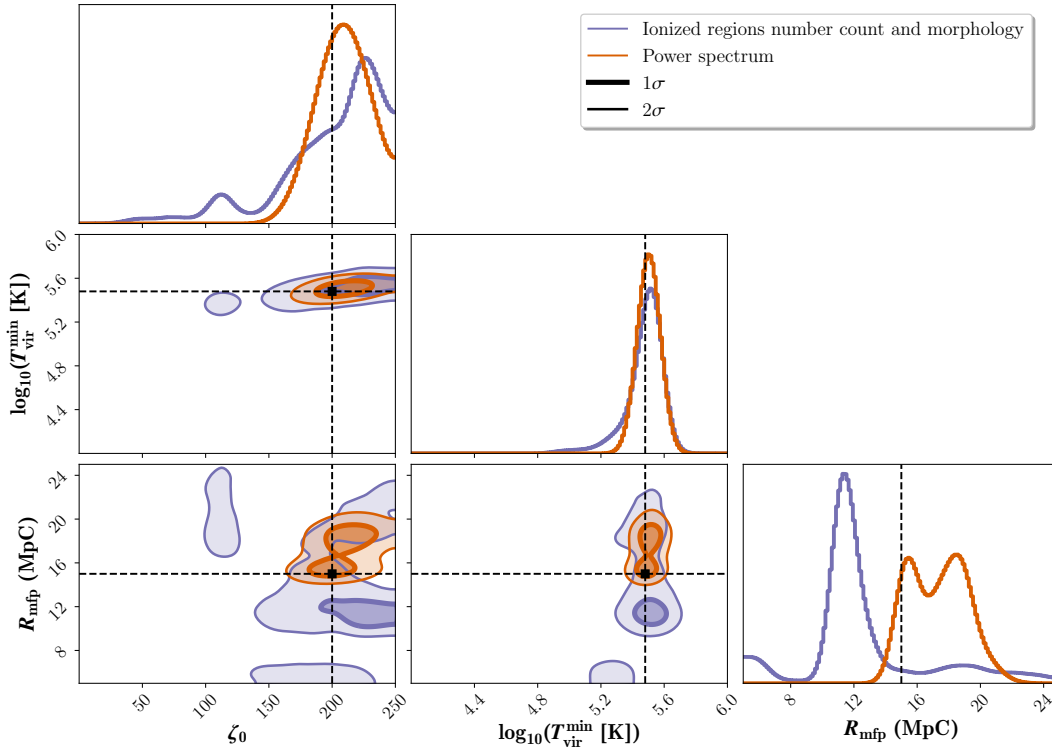 Ionized regions number count and morphology
Power spectrum
1σ
2σ
6.0
5.6
5.2
4.8
4.4
log₁₀(T_vir^min [K])
24
20
16
12
8
R_mfp (MpC)
50 100 150 200 250
ζ₀
4.4 4.8 5.2 5.6 6.0
log₁₀(T_vir^min [K])
8 12 16 20 24
R_mfp (MpC)